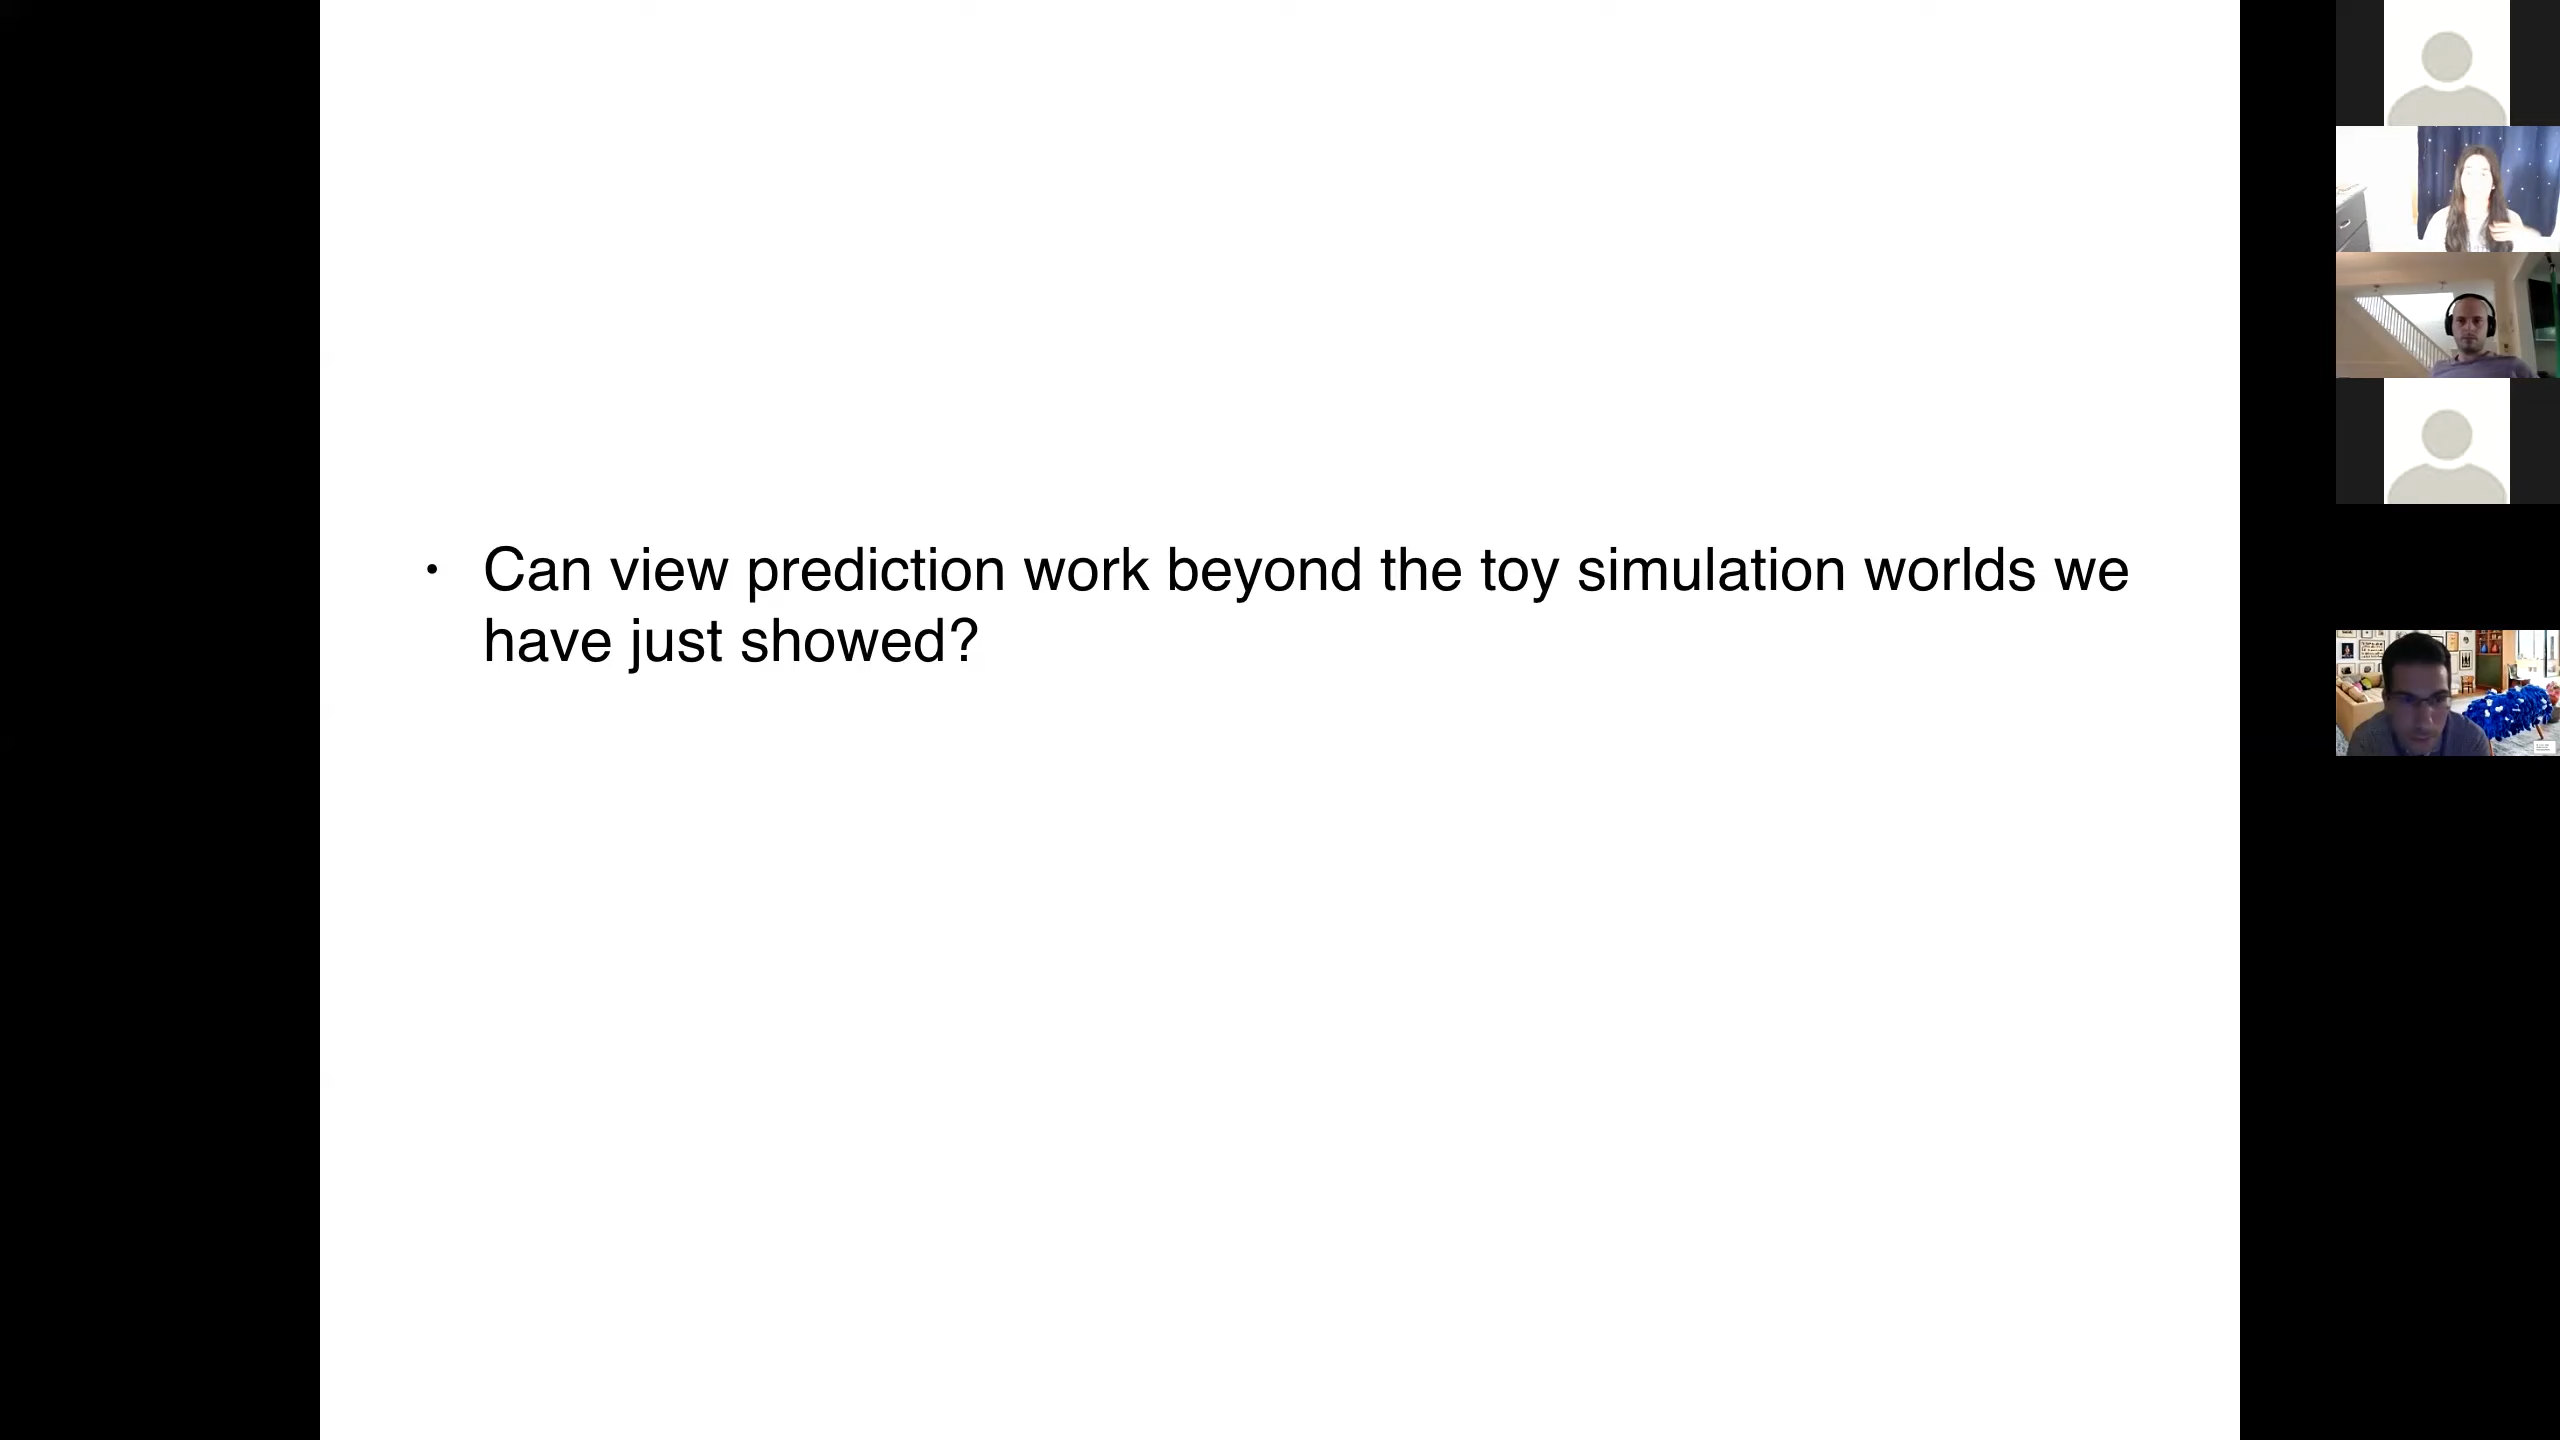 • Can view prediction work beyond the toy simulation worlds we
have just showed?